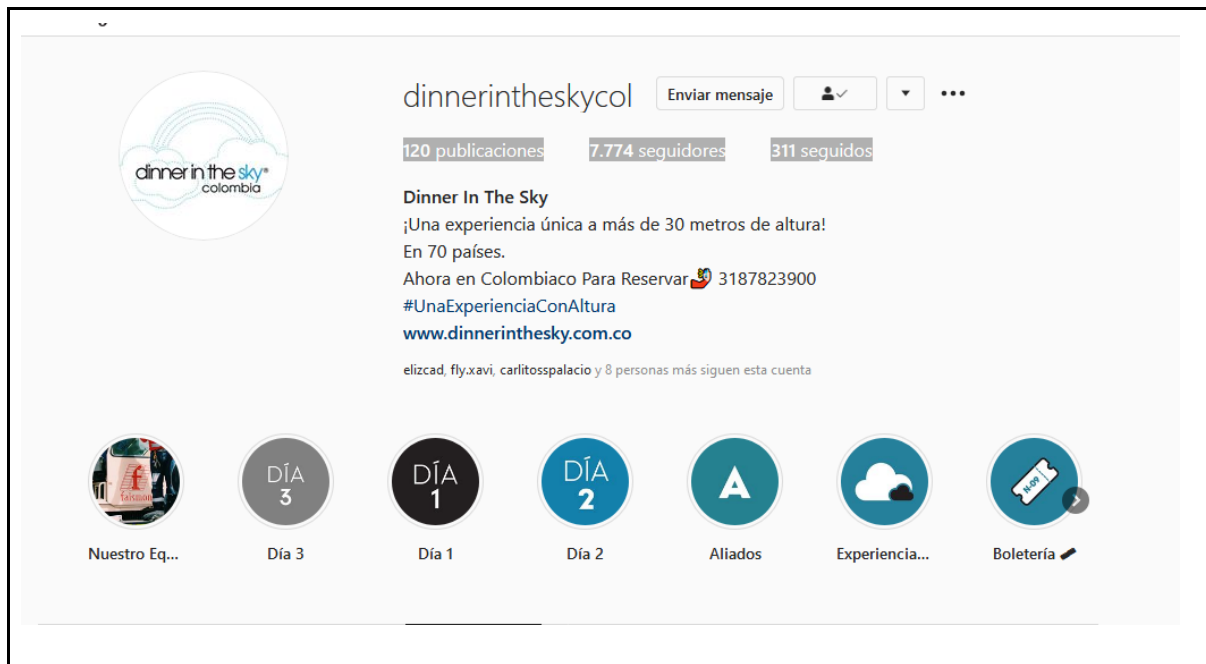 dinnerintheskycol Enviar mensaje
120 publicaciones 7.774 seguidores 311 seguidos
dinner in the sky®
colombia
Dinner In The Sky
¡Una experiencia única a más de 30 metros de altura!
En 70 países.
Ahora en Colombiaco Para Reservar🤳 3187823900
#UnaExperienciaConAltura
www.dinnerinthesky.com.co
elizcad, fly.xavi, carlitosspalacio y 8 personas más siguen esta cuenta
f
faismon
DÍA
3
DÍA
1
DÍA
2
A
N-09
Nuestro Eq... Día 3 Día 1 Día 2 Aliados Experiencia... Boletería